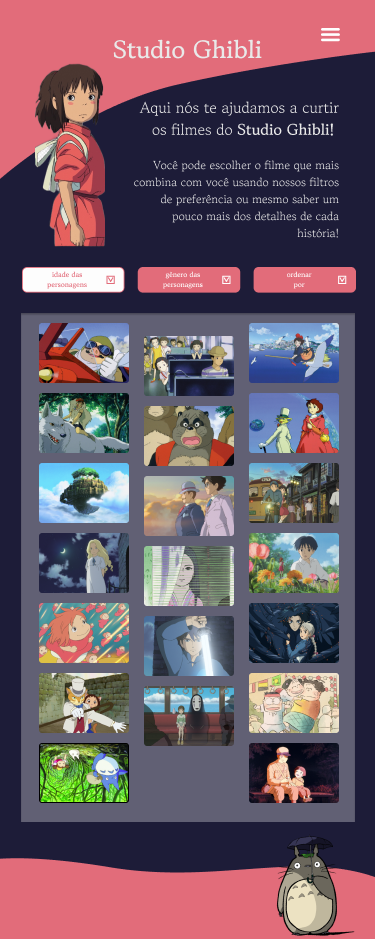 Studio Ghibli
Aqui nós te ajudamos a curtir
os filmes do Studio Ghibli!
Você pode escolher o filme que mais
combina com você usando nossos filtros
de preferência ou mesmo saber um
pouco mais dos detalhes de cada
história!
idade das
personagens
gênero das
personagens
ordenar
por